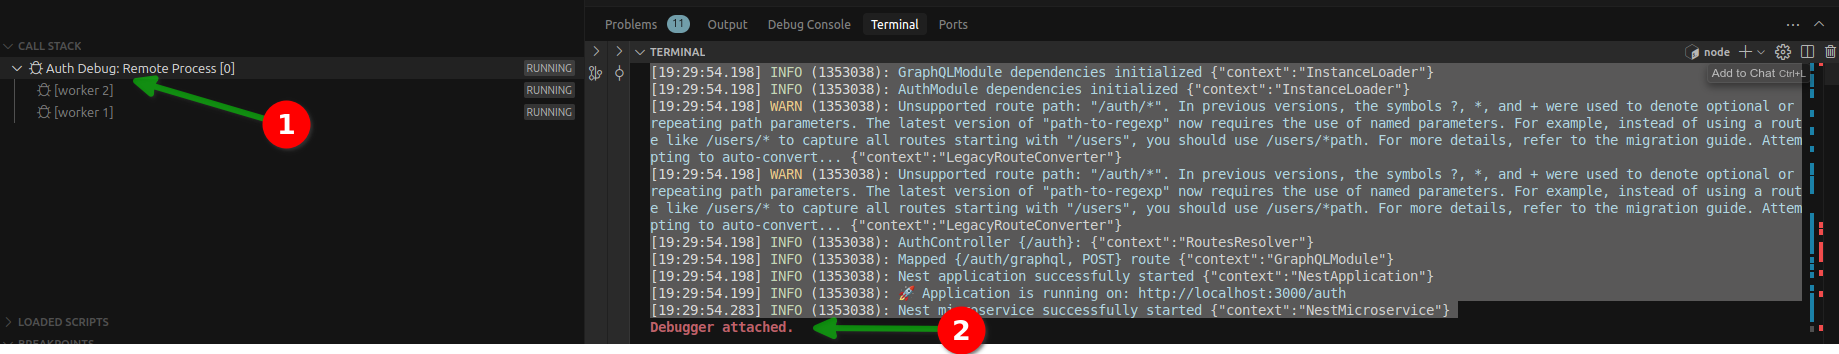 Problems 11 Output Debug Console Terminal Ports
CALL STACK
Auth Debug: Remote Process [0] RUNNING
[worker 2] RUNNING
[worker 1] RUNNING
1
LOADED SCRIPTS
BREAKPOINTS
TERMINAL
node
Add to Chat Ctrl+L
[19:29:54.198] INFO (1353038): GraphQLModule dependencies initialized {"context":"InstanceLoader"}
[19:29:54.198] INFO (1353038): AuthModule dependencies initialized {"context":"InstanceLoader"}
[19:29:54.198] WARN (1353038): Unsupported route path: "/auth/*". In previous versions, the symbols ?, *, and + were used to denote optional or
repeating path parameters. The latest version of "path-to-regexp" now requires the use of named parameters. For example, instead of using a rout
e like /users/* to capture all routes starting with "/users", you should use /users/*path. For more details, refer to the migration guide. Attem
pting to auto-convert... {"context":"LegacyRouteConverter"}
[19:29:54.198] WARN (1353038): Unsupported route path: "/auth/*". In previous versions, the symbols ?, *, and + were used to denote optional or
repeating path parameters. The latest version of "path-to-regexp" now requires the use of named parameters. For example, instead of using a rout
e like /users/* to capture all routes starting with "/users", you should use /users/*path. For more details, refer to the migration guide. Attem
pting to auto-convert... {"context":"LegacyRouteConverter"}
[19:29:54.198] INFO (1353038): AuthController {/auth}: {"context":"RoutesResolver"}
[19:29:54.198] INFO (1353038): Mapped {/auth/graphql, POST} route {"context":"GraphQLModule"}
[19:29:54.198] INFO (1353038): Nest application successfully started {"context":"NestApplication"}
[19:29:54.199] INFO (1353038): 🚀 Application is running on: http://localhost:3000/auth
[19:29:54.283] INFO (1353038): Nest microservice successfully started {"context":"NestMicroservice"}
Debugger attached.
2